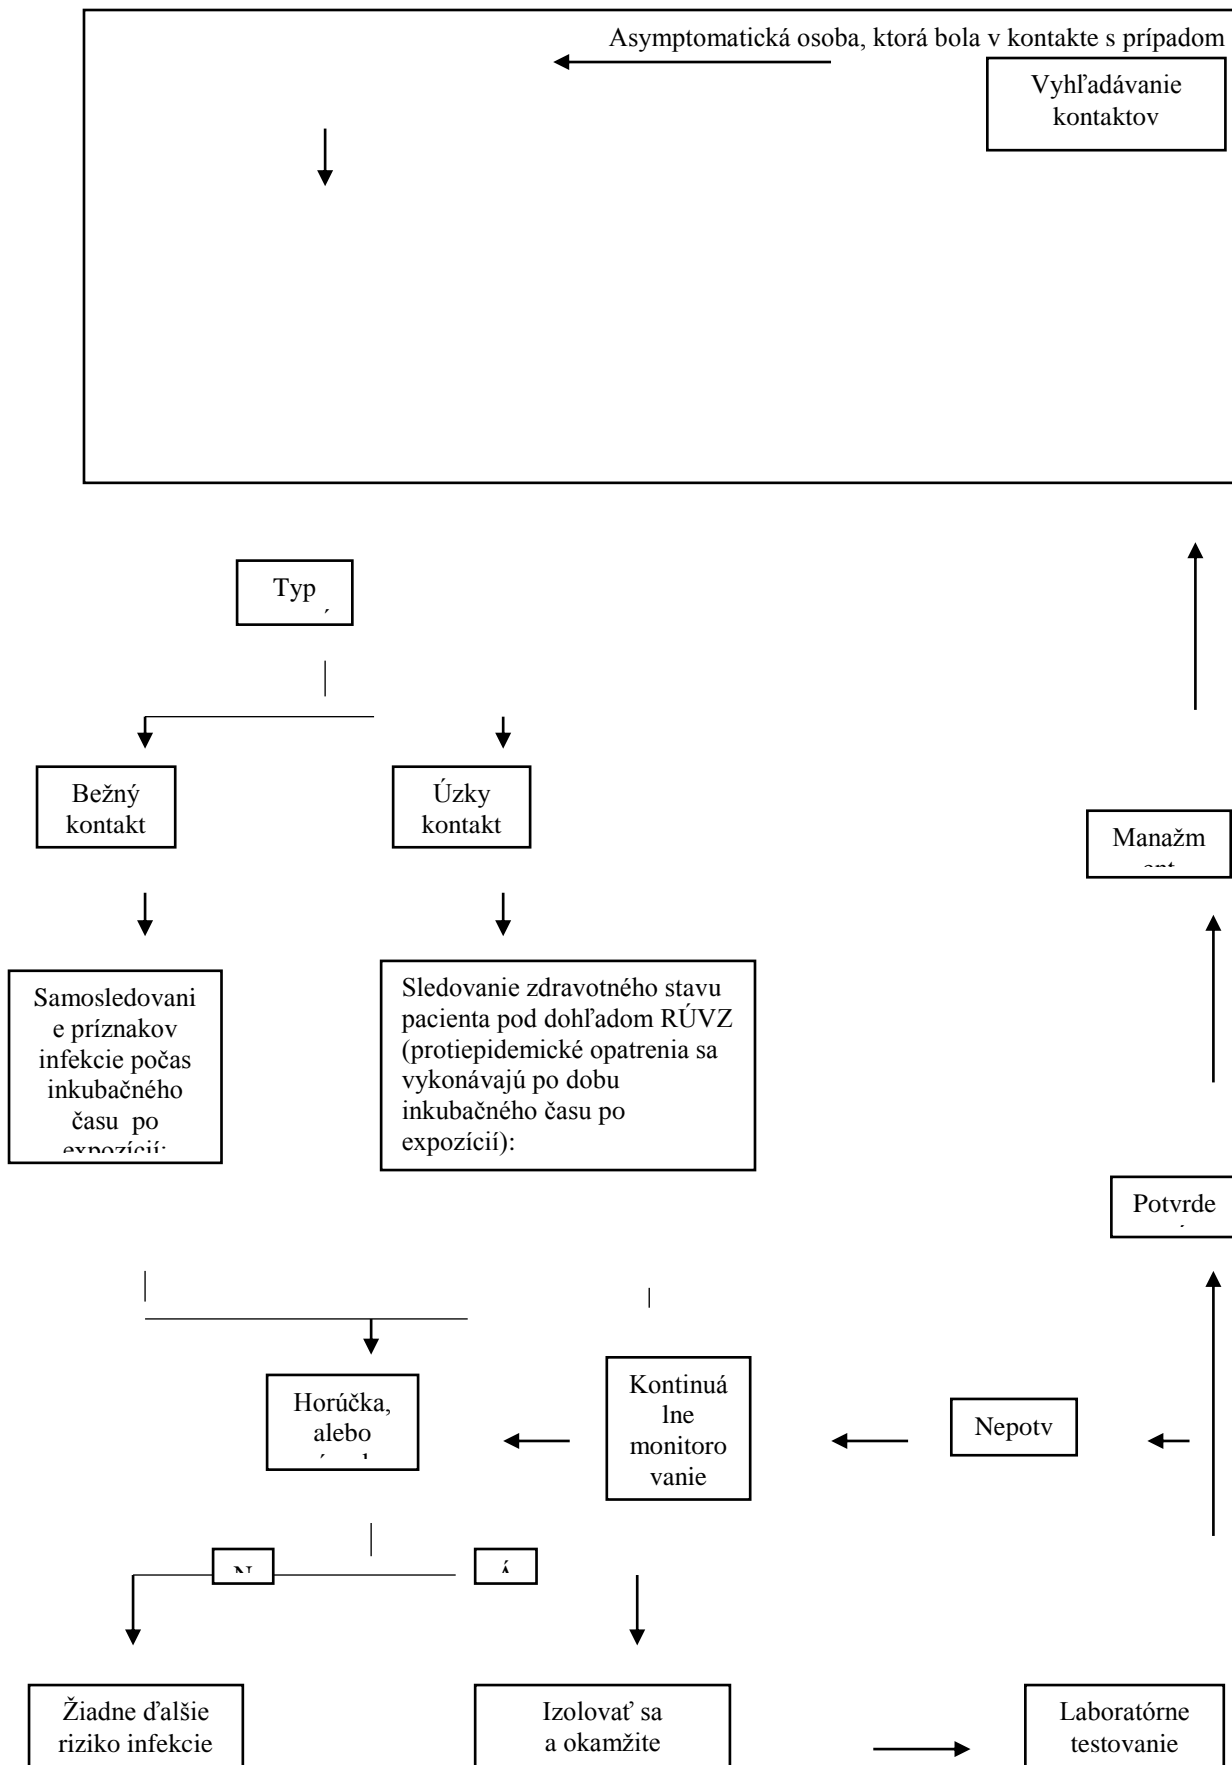 Asymptomatická osoba, ktorá bola v kontakte s prípadom
Vyhľadávanie
kontaktov
Typ
Bežný
kontakt
Úzky
kontakt
Manažm
Samosledovani
e príznakov
infekcie počas
inkubačného
času po
expozícií:
Sledovanie zdravotného stavu
pacienta pod dohľadom RÚVZ
(protiepidemické opatrenia sa
vykonávajú po dobu
inkubačného času po
expozícií):
Potvrde
Horúčka,
alebo
Kontinuá
lne
monitoro
vanie
Nepotv
Žiadne ďalšie
riziko infekcie
Izolovať sa
a okamžite
Laboratórne
testovanie